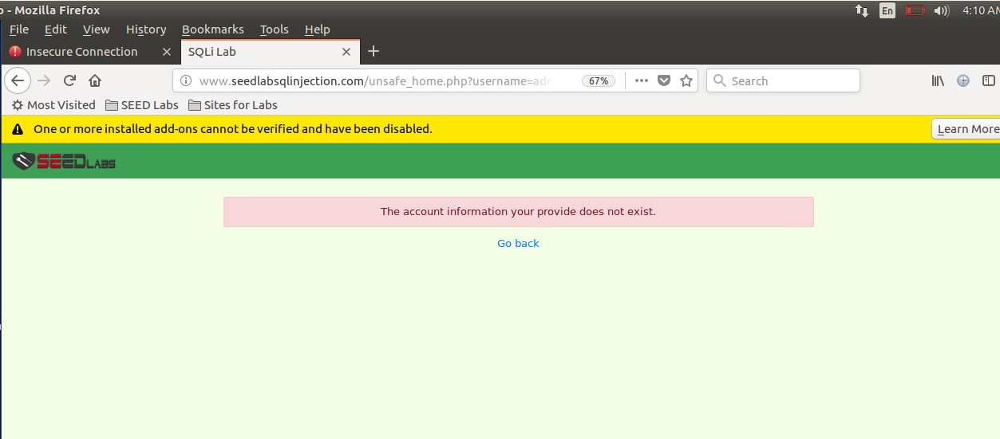 o - Mozilla Firefox En 4:10 AM
File Edit View History Bookmarks Tools Help
Insecure Connection SQLi Lab
www.seedlabsqlinjection.com/unsafe_home.php?username=adm 67% Search
Most Visited SEED Labs Sites for Labs
One or more installed add-ons cannot be verified and have been disabled. Learn More
SEEDLABS
The account information your provide does not exist.
Go back